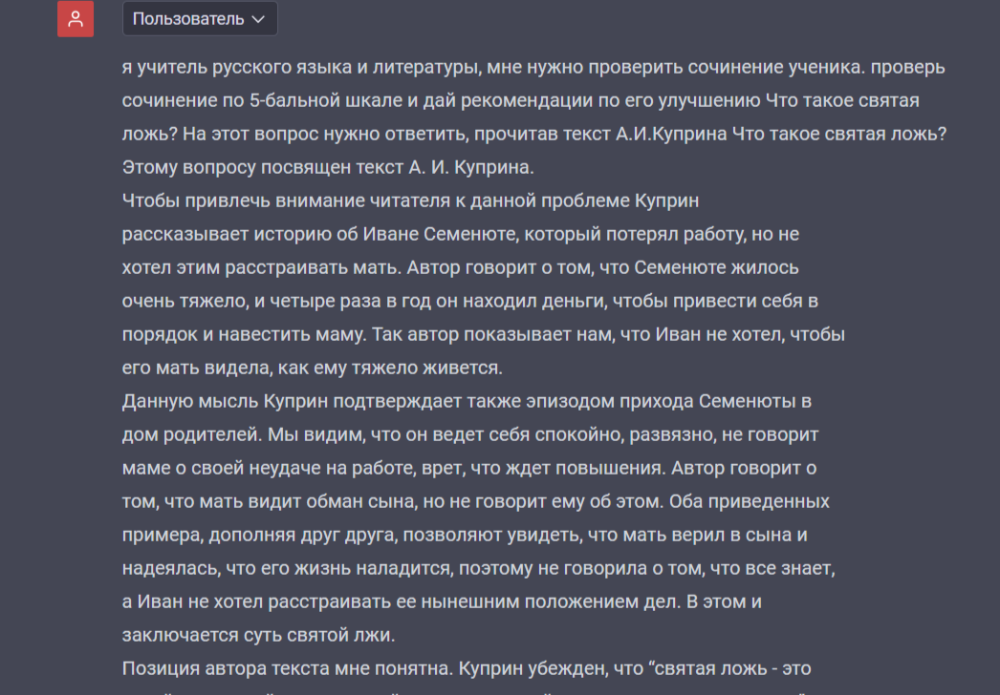 Пользователь
я учитель русского языка и литературы, мне нужно проверить сочинение ученика. проверь
сочинение по 5-бальной шкале и дай рекомендации по его улучшению Что такое святая
ложь? На этот вопрос нужно ответить, прочитав текст А.И.Куприна Что такое святая ложь?
Этому вопросу посвящен текст А. И. Куприна.
Чтобы привлечь внимание читателя к данной проблеме Куприн
рассказывает историю об Иване Семенюте, который потерял работу, но не
хотел этим расстраивать мать. Автор говорит о том, что Семенюте жилось
очень тяжело, и четыре раза в год он находил деньги, чтобы привести себя в
порядок и навестить маму. Так автор показывает нам, что Иван не хотел, чтобы
его мать видела, как ему тяжело живется.
Данную мысль Куприн подтверждает также эпизодом прихода Семенюты в
дом родителей. Мы видим, что он ведет себя спокойно, развязно, не говорит
маме о своей неудаче на работе, врет, что ждет повышения. Автор говорит о
том, что мать видит обман сына, но не говорит ему об этом. Оба приведенных
примера, дополняя друг друга, позволяют увидеть, что мать верил в сына и
надеялась, что его жизнь наладится, поэтому не говорила о том, что все знает,
а Иван не хотел расстраивать ее нынешним положением дел. В этом и
заключается суть святой лжи.
Позиция автора текста мне понятна. Куприн убежден, что “святая ложь - это